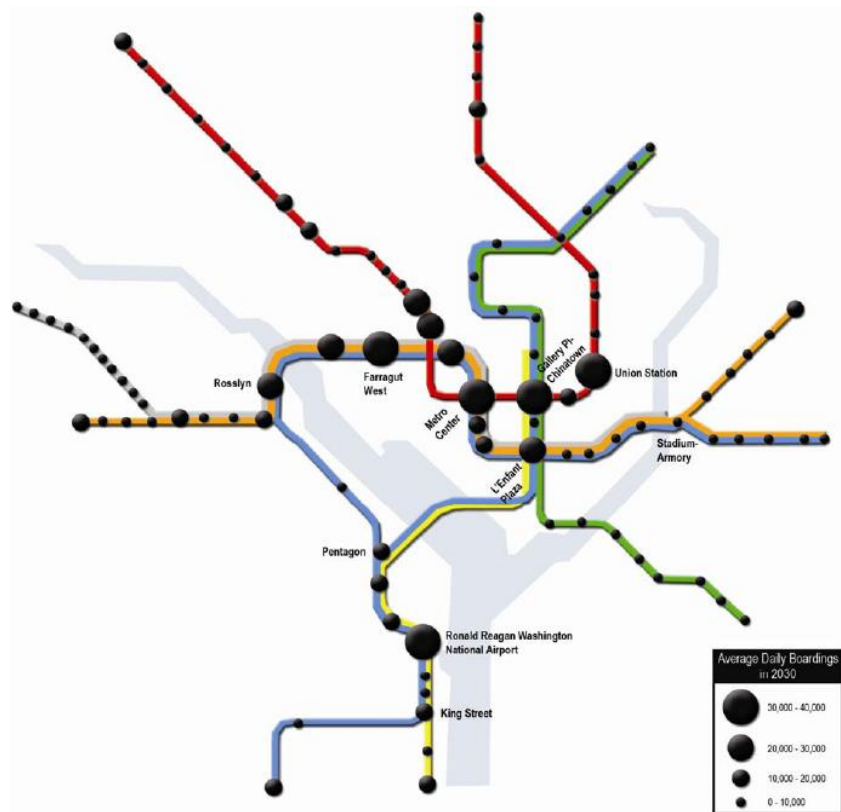 Gallery Pl-
Chinatown
Union Station
Rosslyn
Farragut
West
Metro
Center
Stadium-
Armory
L'Enfant
Plaza
Pentagon
Ronald Reagan Washington
National Airport
King Street
Average Daily Boardings
in 2030
30,000 - 40,000
20,000 - 30,000
10,000 - 20,000
0 - 10,000